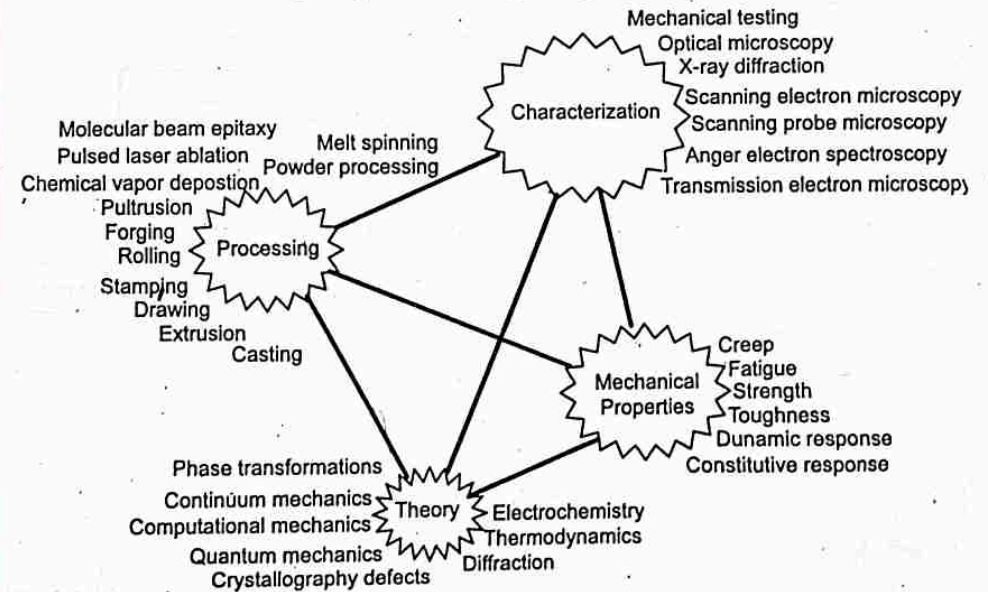 Mechanical testing
Optical microscopy
X-ray diffraction
Characterization
Scanning electron microscopy
Scanning probe microscopy
Anger electron spectroscopy
Transmission electron microscopy
Molecular beam epitaxy
Pulsed laser ablation
Chemical vapor depostion
Pultrusion
Forging
Rolling
Stamping
Drawing
Extrusion
Casting
Melt spinning
Powder processing
Processing
Mechanical
Properties
Creep
Fatigue
Strength
Toughness
Dunamic response
Constitutive response
Phase transformations
Continuum mechanics
Computational mechanics
Quantum mechanics
Crystallography defects
Theory
Electrochemistry
Thermodynamics
Diffraction